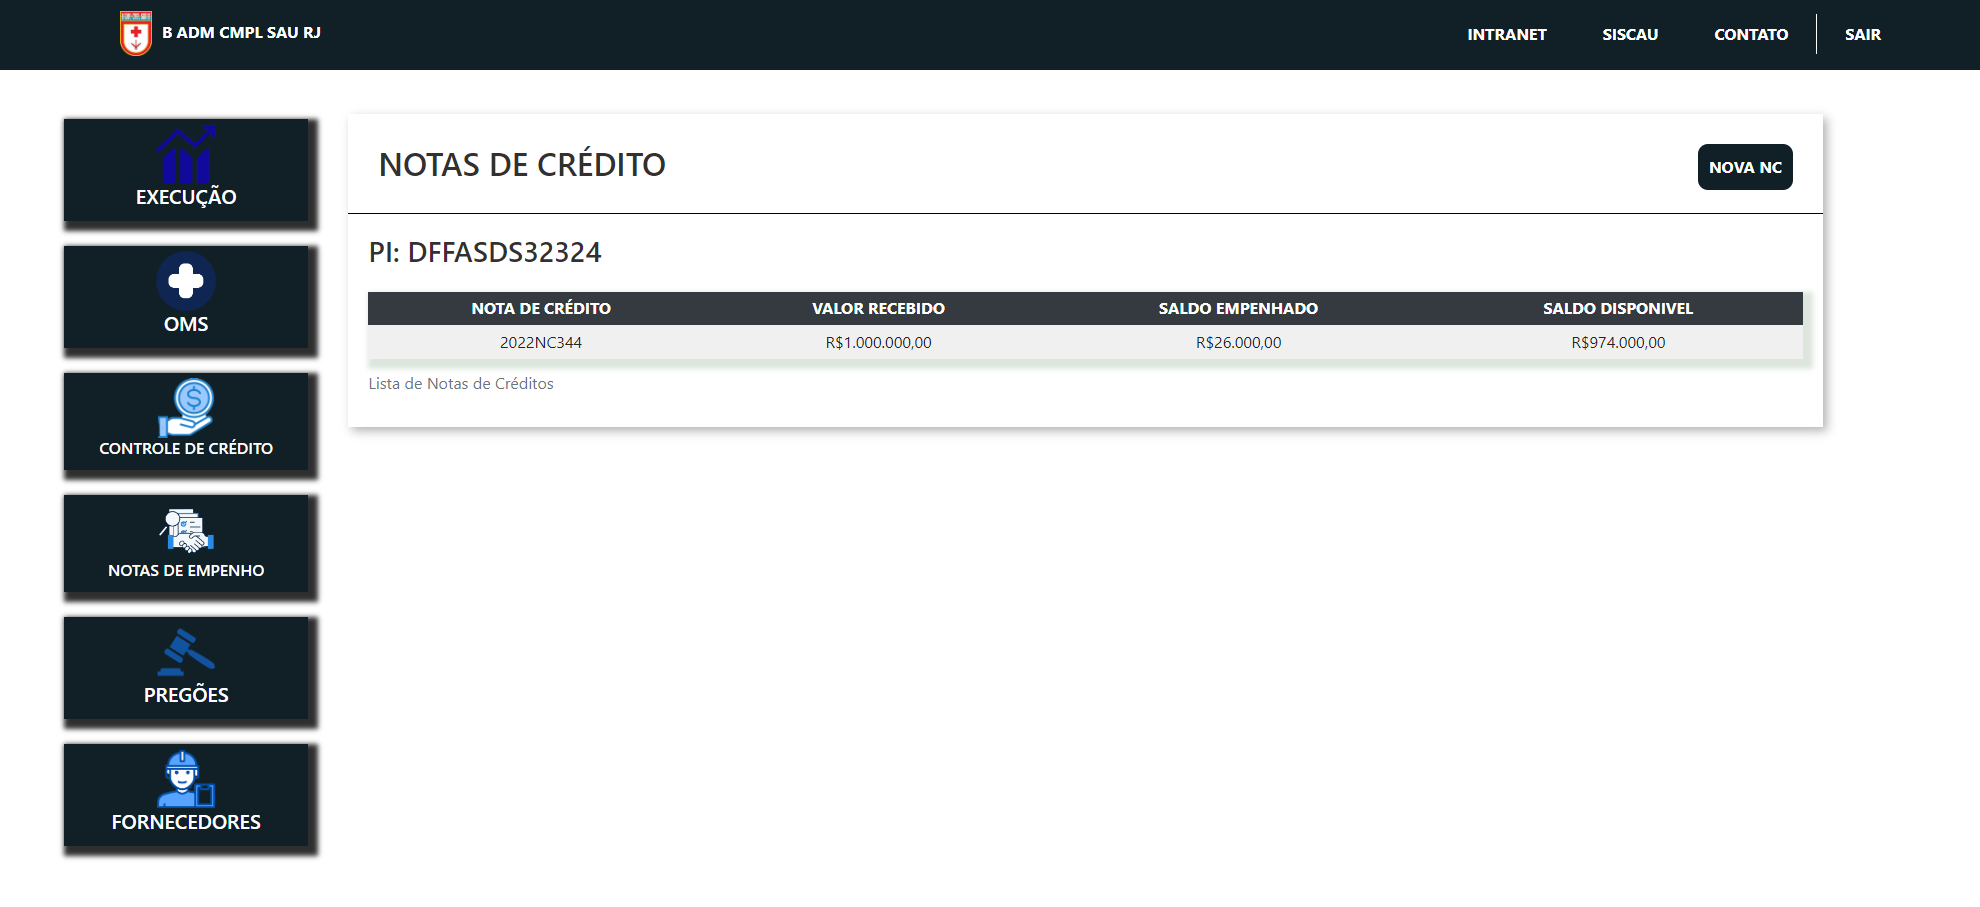 B ADM CMPL SAU RJ
INTRANET SISCAU CONTATO SAIR
EXECUÇÃO
OMS
CONTROLE DE CRÉDITO
NOTAS DE EMPENHO
PREGÕES
FORNECEDORES
NOTAS DE CRÉDITO
NOVA NC
PI: DFFASDS32324
NOTA DE CRÉDITO VALOR RECEBIDO SALDO EMPENHADO SALDO DISPONIVEL
2022NC344 R$1.000.000,00 R$26.000,00 R$974.000,00
Lista de Notas de Créditos